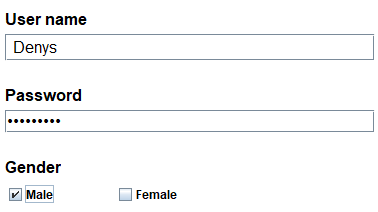 User name
Denys
Password
•••••••••
Gender
Male Female